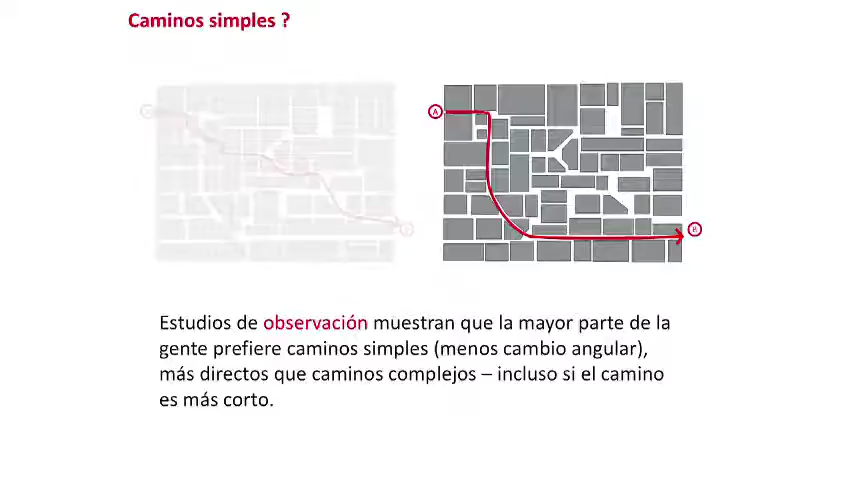 Caminos simples ?
A
B
Estudios de observación muestran que la mayor parte de la
gente prefiere caminos simples (menos cambio angular),
más directos que caminos complejos – incluso si el camino
es más corto.